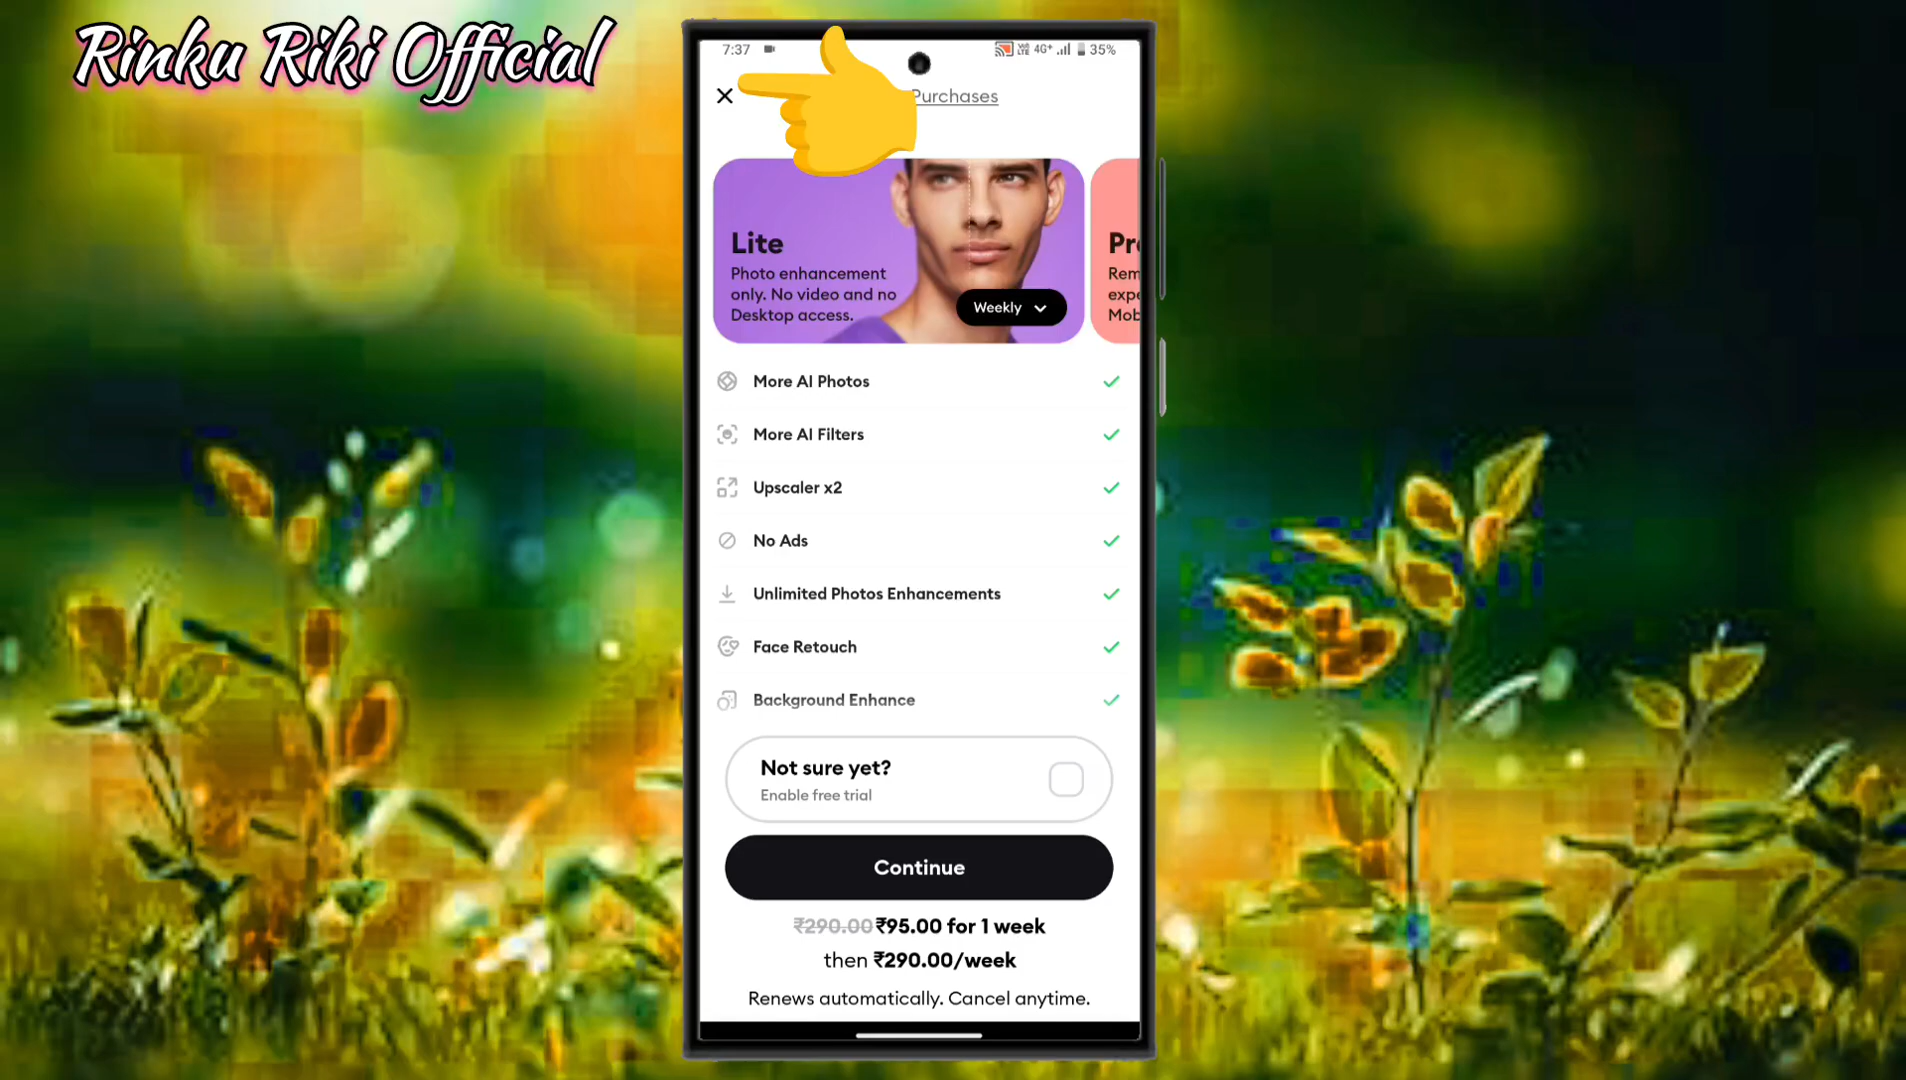 Rinku Riki Official
7:37
VoLTE 4G+ 35%
Purchases
Lite
Photo enhancement
only. No video and no
Desktop access.
Weekly
More AI Photos
More AI Filters
Upscaler x2
No Ads
Unlimited Photos Enhancements
Face Retouch
Background Enhance
Not sure yet?
Enable free trial
Continue
₹290.00 ₹95.00 for 1 week
then ₹290.00/week
Renews automatically. Cancel anytime.